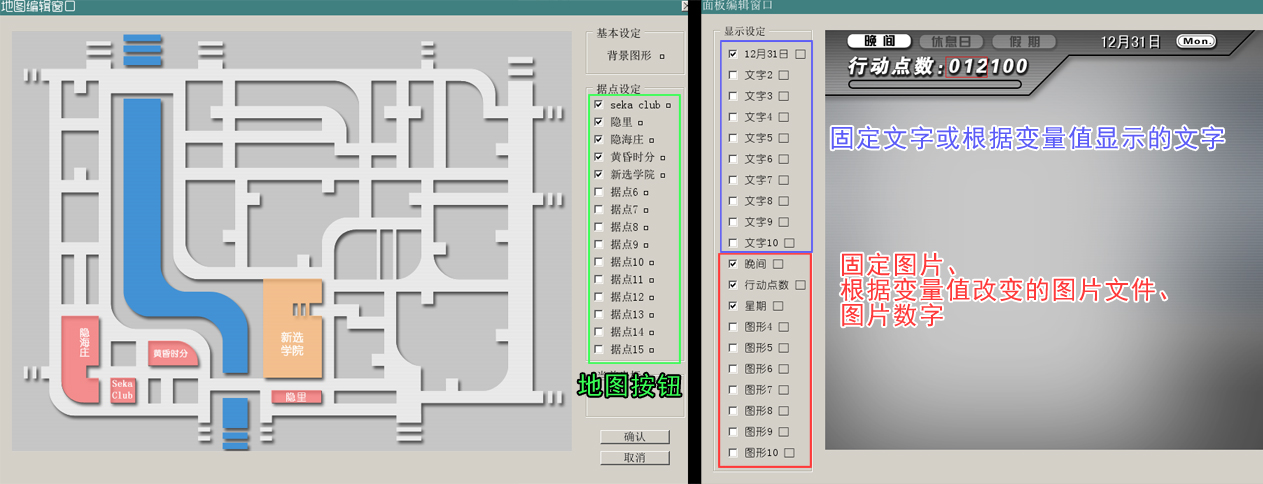 地图编辑窗口
基本设定
背景图形
据点设定
seka club
隐里
隐海庄
黄昏时分
新选学院
据点6
据点7
据点8
据点9
据点10
据点11
据点12
据点13
据点14
据点15
地图按钮
确认
取消
隐海庄
黄昏时分
Seka
Club
新选
学院
隐里
面板编辑窗口
显示设定
12月31日
文字2
文字3
文字4
文字5
文字6
文字7
文字8
文字9
文字10
晚间
行动点数
星期
图形4
图形5
图形6
图形7
图形8
图形9
图形10
晚 间 休息日 假 期 12月31日 Mon.
行动点数:012100
固定文字或根据变量值显示的文字
固定图片、
根据变量值改变的图片文件、
图片数字